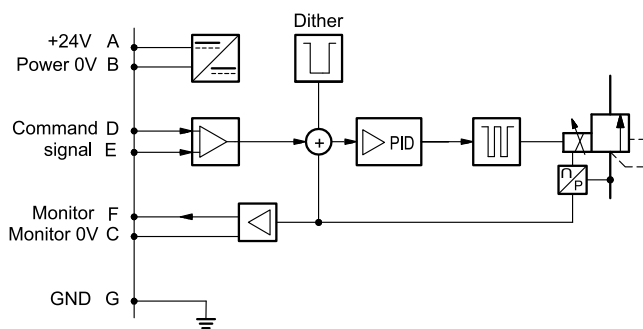 Dither
+24V A
Power 0V B
Command D
signal E
+
PID
Monitor F
Monitor 0V C
P
GND G